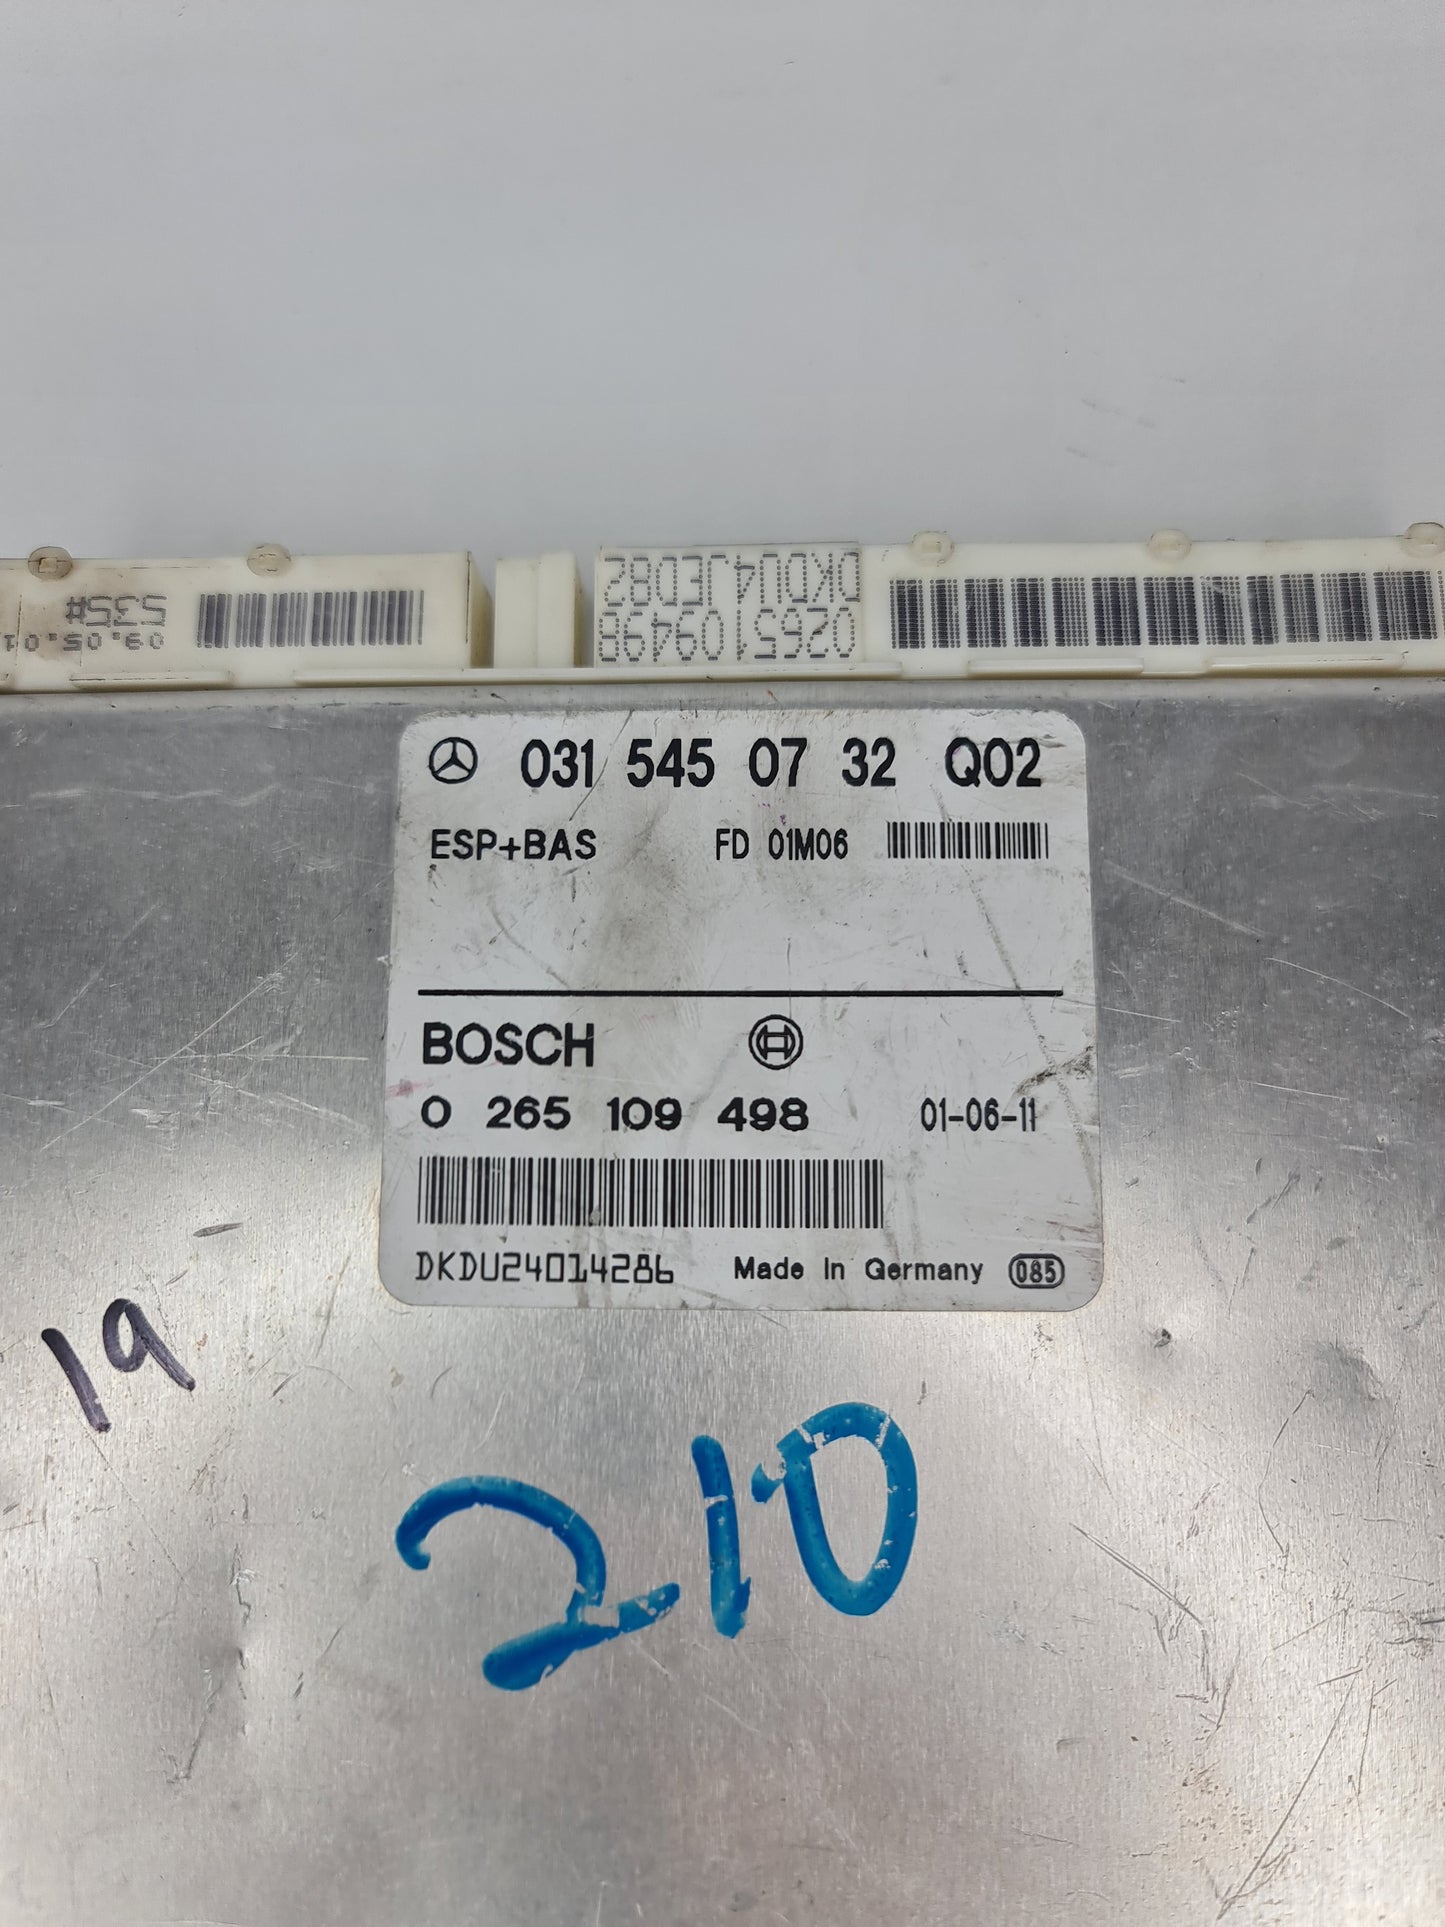 535#
09.05.01
DKDU4JED82
0265109498
031 545 07 32 Q02
ESP+BAS FD 01M06
BOSCH
0 265 109 498 01-06-11
DKDU24014286 Made in Germany 085
19
210